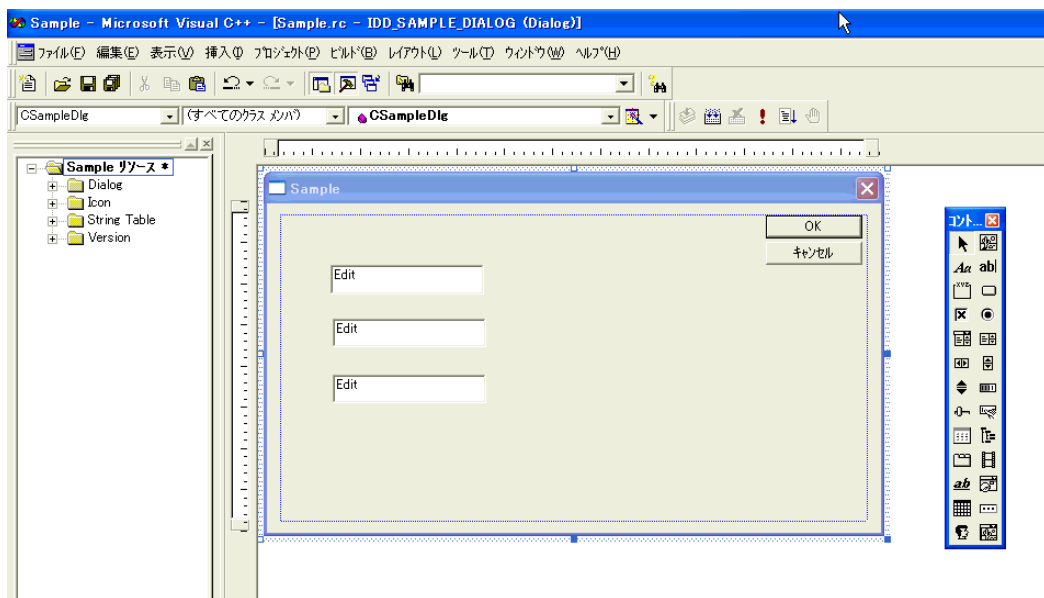 Sample - Microsoft Visual C++ - [Sample.rc - IDD_SAMPLE_DIALOG (Dialog)]
ファイル(F) 編集(E) 表示(V) 挿入(I) プロジェクト(P) ビルド(B) レイアウト(L) ツール(T) ウィンドウ(W) ヘルプ(H)
CSampleDlg (すべてのクラス メンバ) CSampleDlg
Sample リソース *
Dialog
Icon
String Table
Version
Sample
OK
キャンセル
Edit
Edit
Edit
コント...
Aa ab|
XYZ
ab